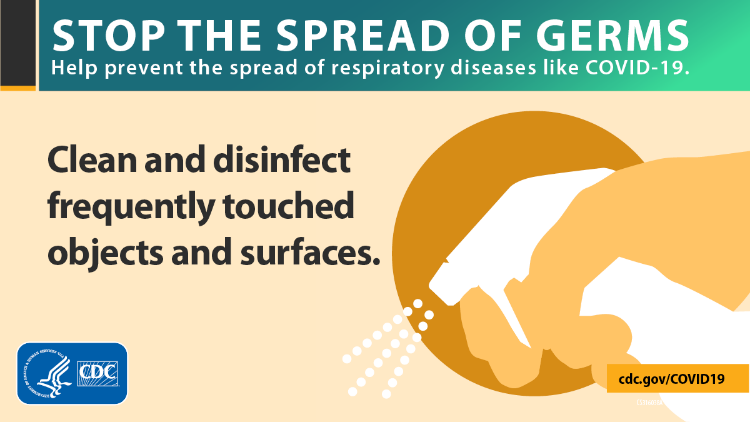 STOP THE SPREAD OF GERMS
Help prevent the spread of respiratory diseases like COVID-19.
Clean and disinfect
frequently touched
objects and surfaces.
CDC
cdc.gov/COVID19